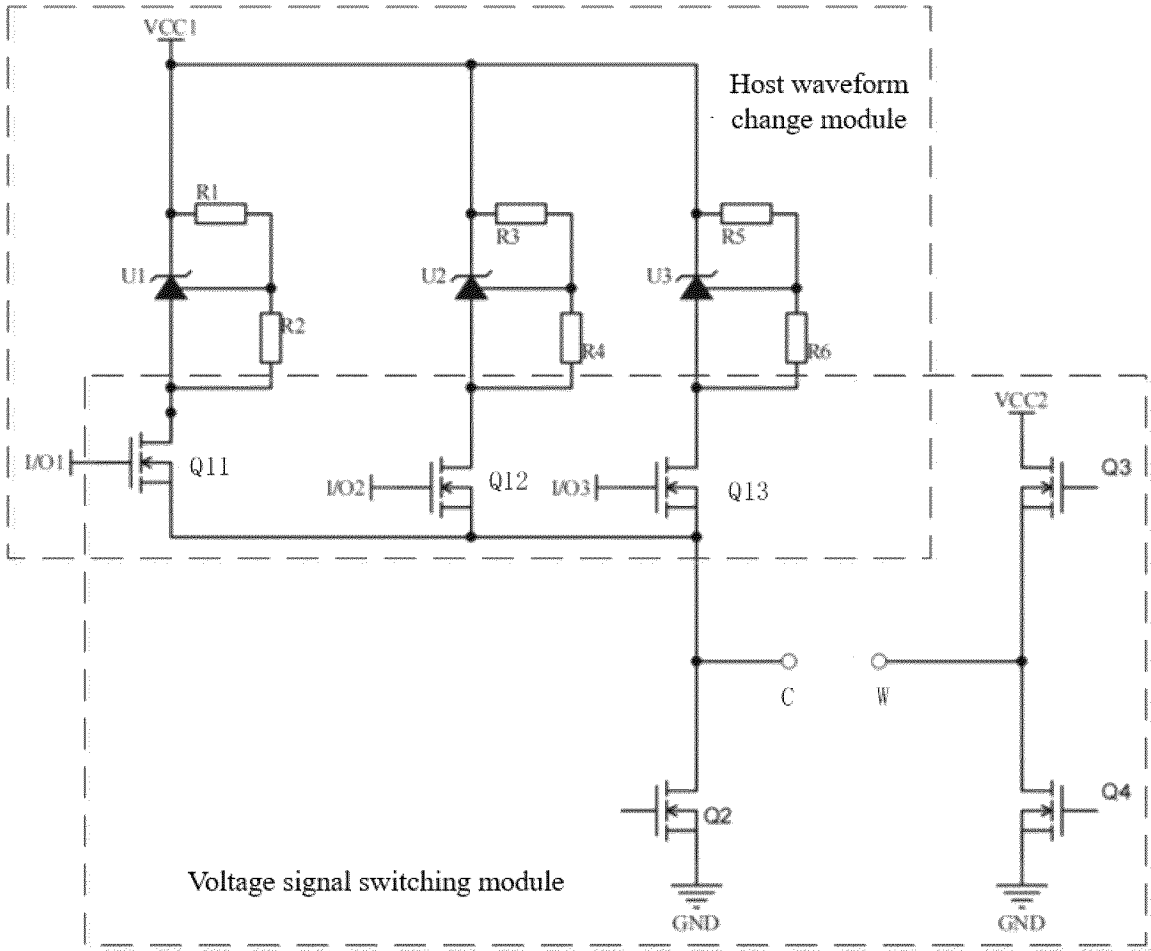 VCC1
Host waveform
change module
R1
R3
R5
U1
U2
U3
R2
R4
R6
VCC2
I/O1
Q11
I/O2
Q12
I/O3
Q13
Q3
C
W
Q2
Q4
Voltage signal switching module
GND
GND